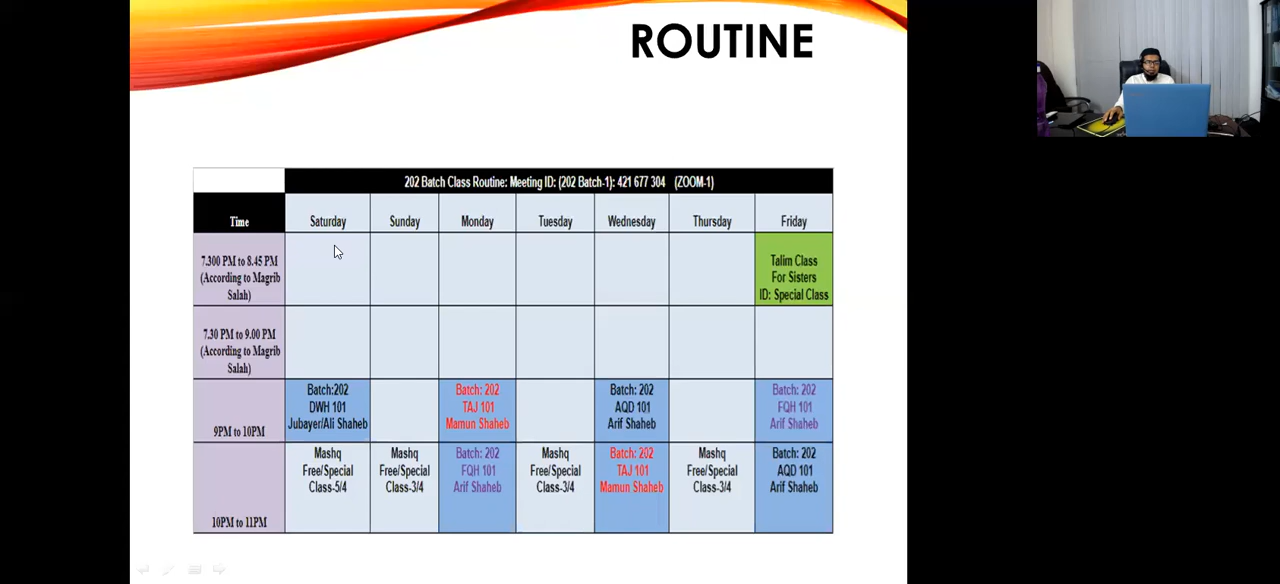 ROUTINE
202 Batch Class Routine: Meeting ID: (202 Batch-1): 421 677 304 (ZOOM-1)
Time
Saturday
Sunday
Monday
Tuesday
Wednesday
Thursday
Friday
7.300 PM to 8.45 PM
(According to Magrib
Salah)
Talim Class
For Sisters
ID: Special Class
7.30 PM to 9.00 PM
(According to Magrib
Salah)
9PM to 10PM
Batch:202
DWH 101
Jubayer/Ali Shaheb
Batch: 202
TAJ 101
Mamun Shaheb
Batch: 202
AQD 101
Arif Shaheb
Batch: 202
FQH 101
Arif Shaheb
10PM to 11PM
Mashq
Free/Special
Class-5/4
Mashq
Free/Special
Class-3/4
Batch: 202
FQH 101
Arif Shaheb
Mashq
Free/Special
Class-3/4
Batch: 202
TAJ 101
Mamun Shaheb
Mashq
Free/Special
Class-3/4
Batch: 202
AQD 101
Arif Shaheb